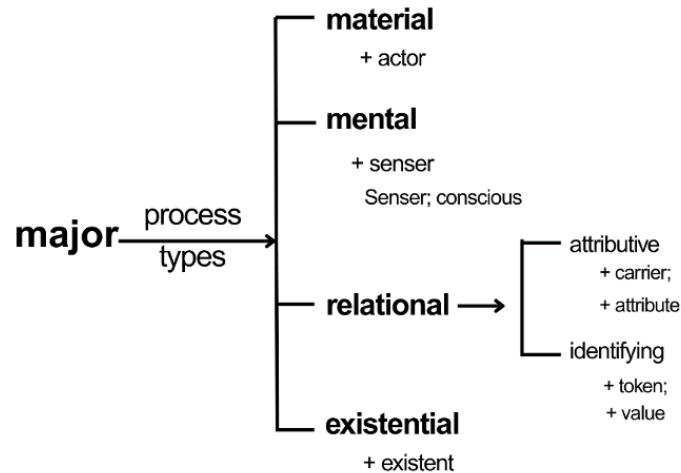 major
process
types
material
+ actor
mental
+ senser
Senser; conscious
relational
attributive
+ carrier;
+ attribute
identifying
+ token;
+ value
existential
+ existent